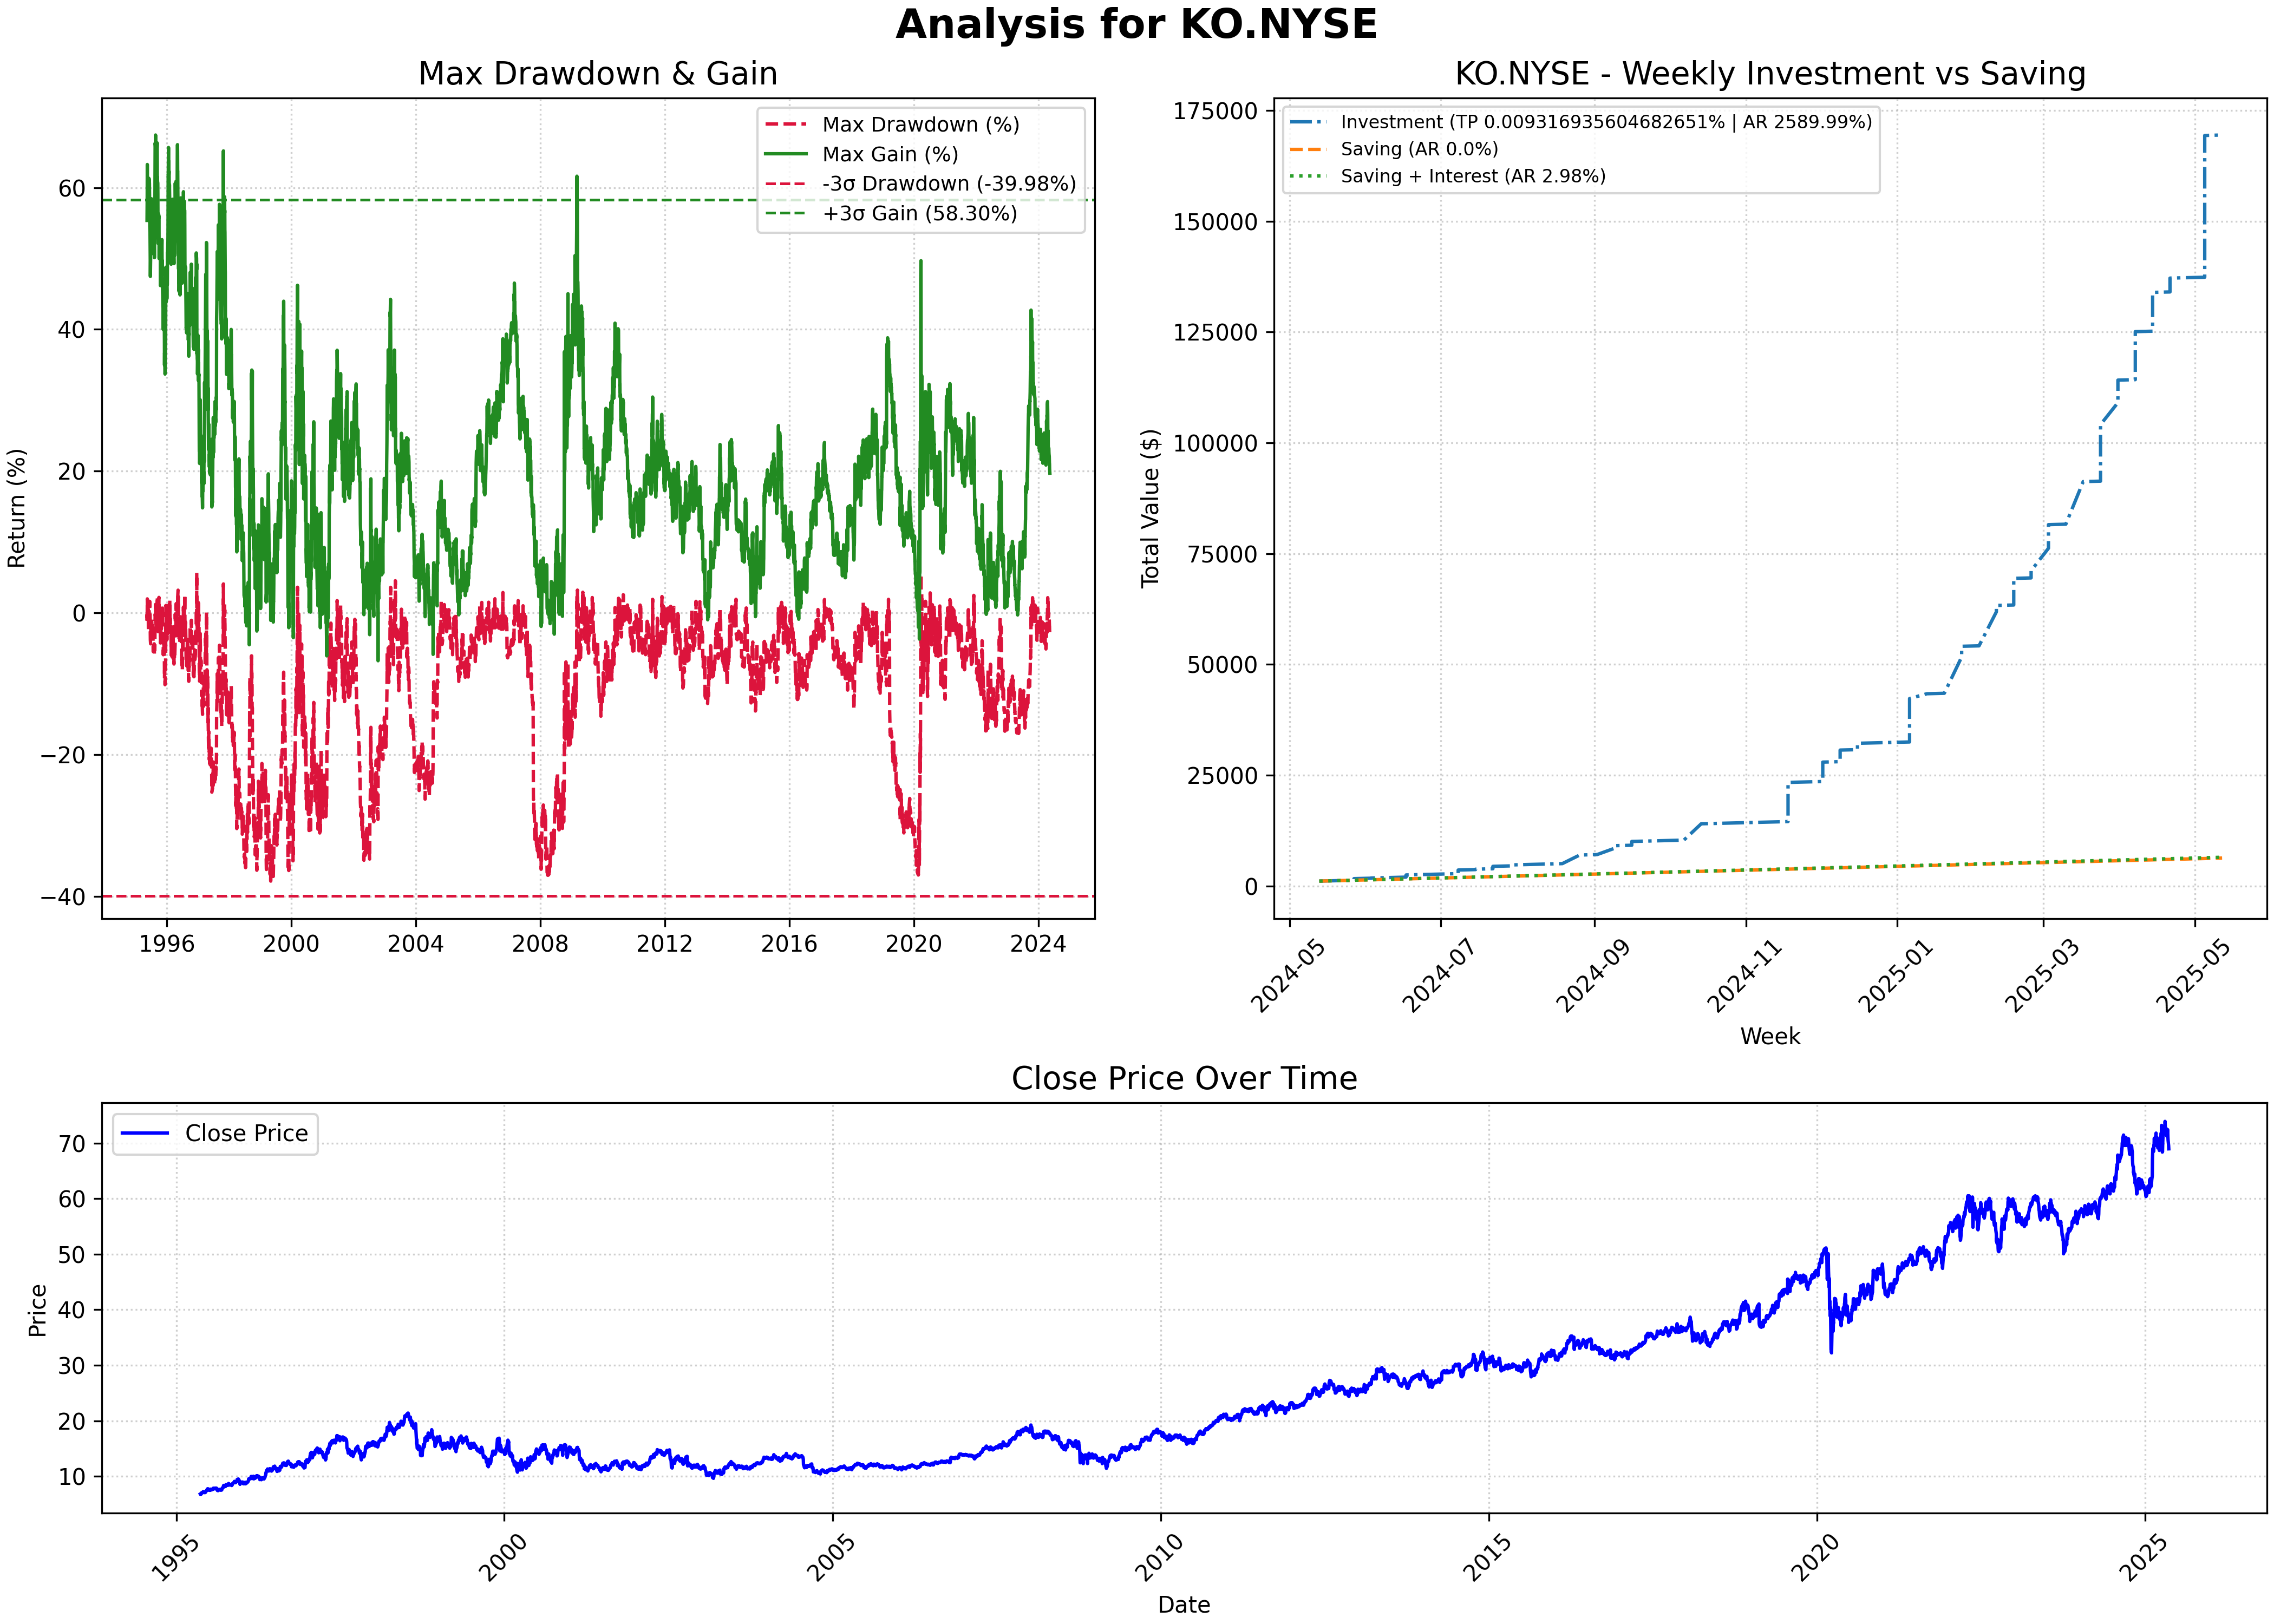 Analysis for KO.NYSE
Max Drawdown & Gain
Return (%)
60
40
20
0
−20
−40
1996 2000 2004 2008 2012 2016 2020 2024
Max Drawdown (%)
Max Gain (%)
-3σ Drawdown (-39.98%)
+3σ Gain (58.30%)
KO.NYSE - Weekly Investment vs Saving
Total Value ($)
175000
150000
125000
100000
75000
50000
25000
0
Investment (TP 0.009316935604682651% | AR 2589.99%)
Saving (AR 0.0%)
Saving + Interest (AR 2.98%)
2024-05 2024-07 2024-09 2024-11 2025-01 2025-03 2025-05
Week
Close Price Over Time
Price
70
60
50
40
30
20
10
Close Price
1995 2000 2005 2010 2015 2020 2025
Date